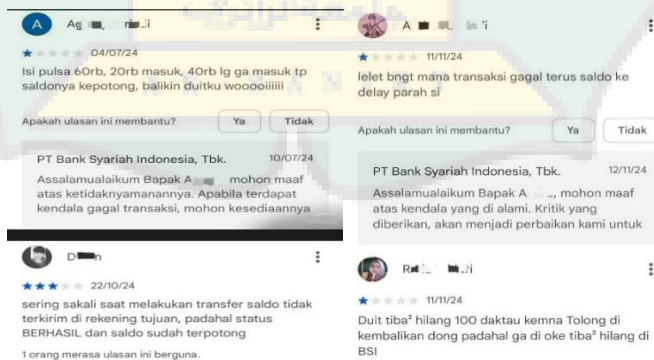 A
04/07/24
Isi pulsa 60rb, 20rb masuk, 40rb lg ga masuk tp
saldonya kepotong, balikin duitku wooooiiiiii
Apakah ulasan ini membantu?
Ya
Tidak
PT Bank Syariah Indonesia, Tbk.
10/07/24
Assalamualaikum Bapak A mohon maaf
atas ketidaknyamanannya. Apabila terdapat
kendala gagal transaksi, mohon kesediaannya
22/10/24
sering sakali saat melakukan transfer saldo tidak
terkirim di rekening tujuan, padahal status
BERHASIL dan saldo sudah terpotong
1 orang merasa ulasan ini berguna.
11/11/24
lelet bngt mana transaksi gagal terus saldo ke
delay parah si
Apakah ulasan ini membantu?
Ya
Tidak
PT Bank Syariah Indonesia, Tbk.
12/11/24
Assalamualaikum Bapak A , mohon maaf
atas kendala yang di alami. Kritik yang
diberikan, akan menjadi perbaikan kami untuk
11/11/24
Duit tiba² hilang 100 daktau kemna Tolong di
kembalikan dong padahal ga di oke tiba² hilang di
BSI